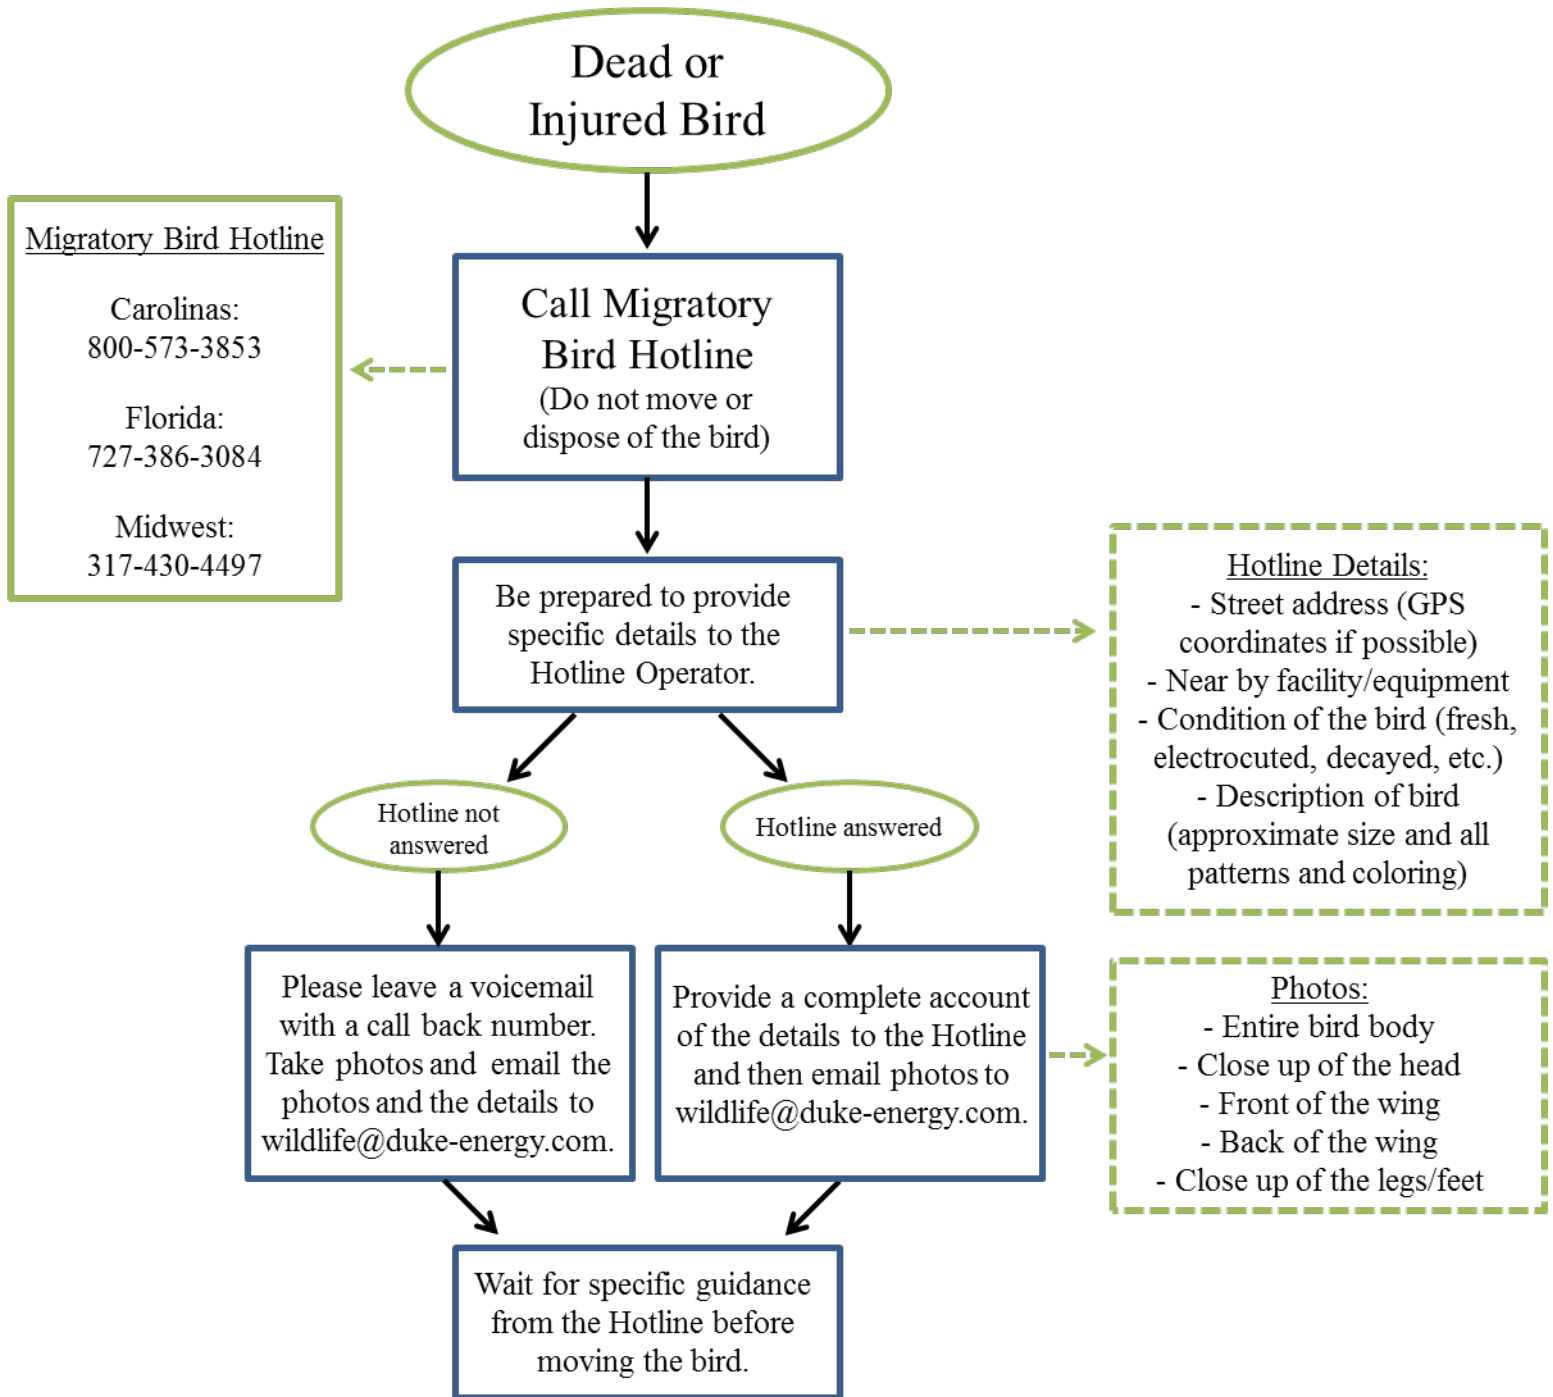 Dead or
Injured Bird
Migratory Bird Hotline
Carolinas:
800-573-3853
Florida:
727-386-3084
Midwest:
317-430-4497
Call Migratory
Bird Hotline
(Do not move or
dispose of the bird)
Be prepared to provide
specific details to the
Hotline Operator.
Hotline Details:
- Street address (GPS
coordinates if possible)
- Near by facility/equipment
- Condition of the bird (fresh,
electrocuted, decayed, etc.)
- Description of bird
(approximate size and all
patterns and coloring)
Hotline not
answered
Hotline answered
Please leave a voicemail
with a call back number.
Take photos and email the
photos and the details to
wildlife@duke-energy.com.
Provide a complete account
of the details to the Hotline
and then email photos to
wildlife@duke-energy.com.
Photos:
- Entire bird body
- Close up of the head
- Front of the wing
- Back of the wing
- Close up of the legs/feet
Wait for specific guidance
from the Hotline before
moving the bird.